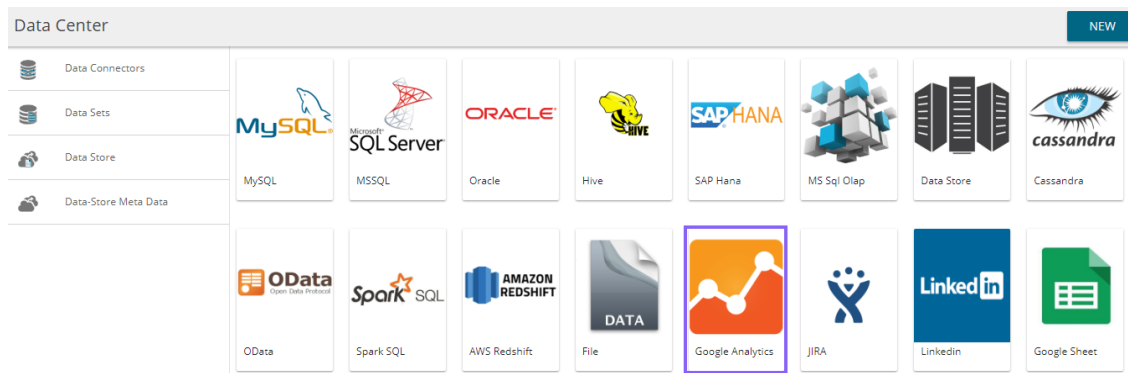 Data Center
NEW
Data Connectors
Data Sets
Data Store
Data-Store Meta Data
MySQL®
Microsoft®
SQL Server®
ORACLE®
HIVE
SAP HANA
cassandra
MySQL
MSSQL
Oracle
Hive
SAP Hana
MS Sql Olap
Data Store
Cassandra
OData
Open Data Protocol
Spark SQL
AMAZON
REDSHIFT
DATA
Linked in
OData
Spark SQL
AWS Redshift
File
Google Analytics
JIRA
Linkedin
Google Sheet